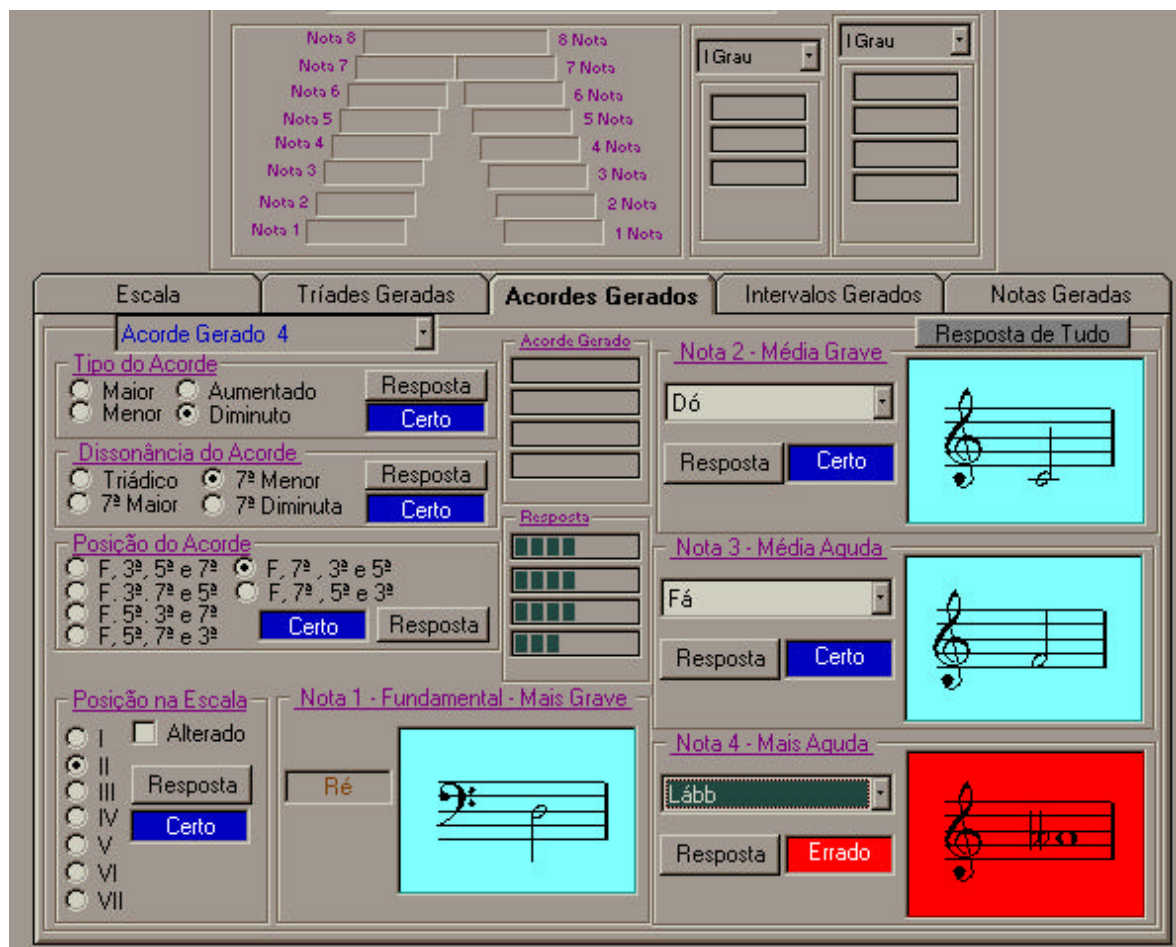 Nota 8 8 Nota
Nota 7 7 Nota
Nota 6 6 Nota
Nota 5 5 Nota
Nota 4 4 Nota
Nota 3 3 Nota
Nota 2 2 Nota
Nota 1 1 Nota
I Grau
I Grau
Escala
Tríades Geradas
Acordes Gerados
Intervalos Gerados
Notas Geradas
Acorde Gerado 4
Resposta de Tudo
Tipo do Acorde
Maior Aumentado
Menor Diminuto
Resposta
Certo
Dissonância do Acorde
Triádico 7ª Menor
7ª Maior 7ª Diminuta
Resposta
Certo
Posição do Acorde
F, 3ª, 5ª e 7ª F, 7ª , 3ª e 5ª
F, 3ª, 7ª e 5ª F, 7ª , 5ª e 3ª
F, 5ª, 3ª e 7ª
F, 5ª, 7ª e 3ª
Certo Resposta
Acorde Gerado
Resposta
Posição na Escala
Alterado
I
II
III
IV
V
VI
VII
Resposta
Certo
Nota 1 - Fundamental - Mais Grave
Ré
Nota 2 - Média Grave
Dó
Resposta Certo
Nota 3 - Média Aguda
Fá
Resposta Certo
Nota 4 - Mais Aguda
Lább
Resposta Errado